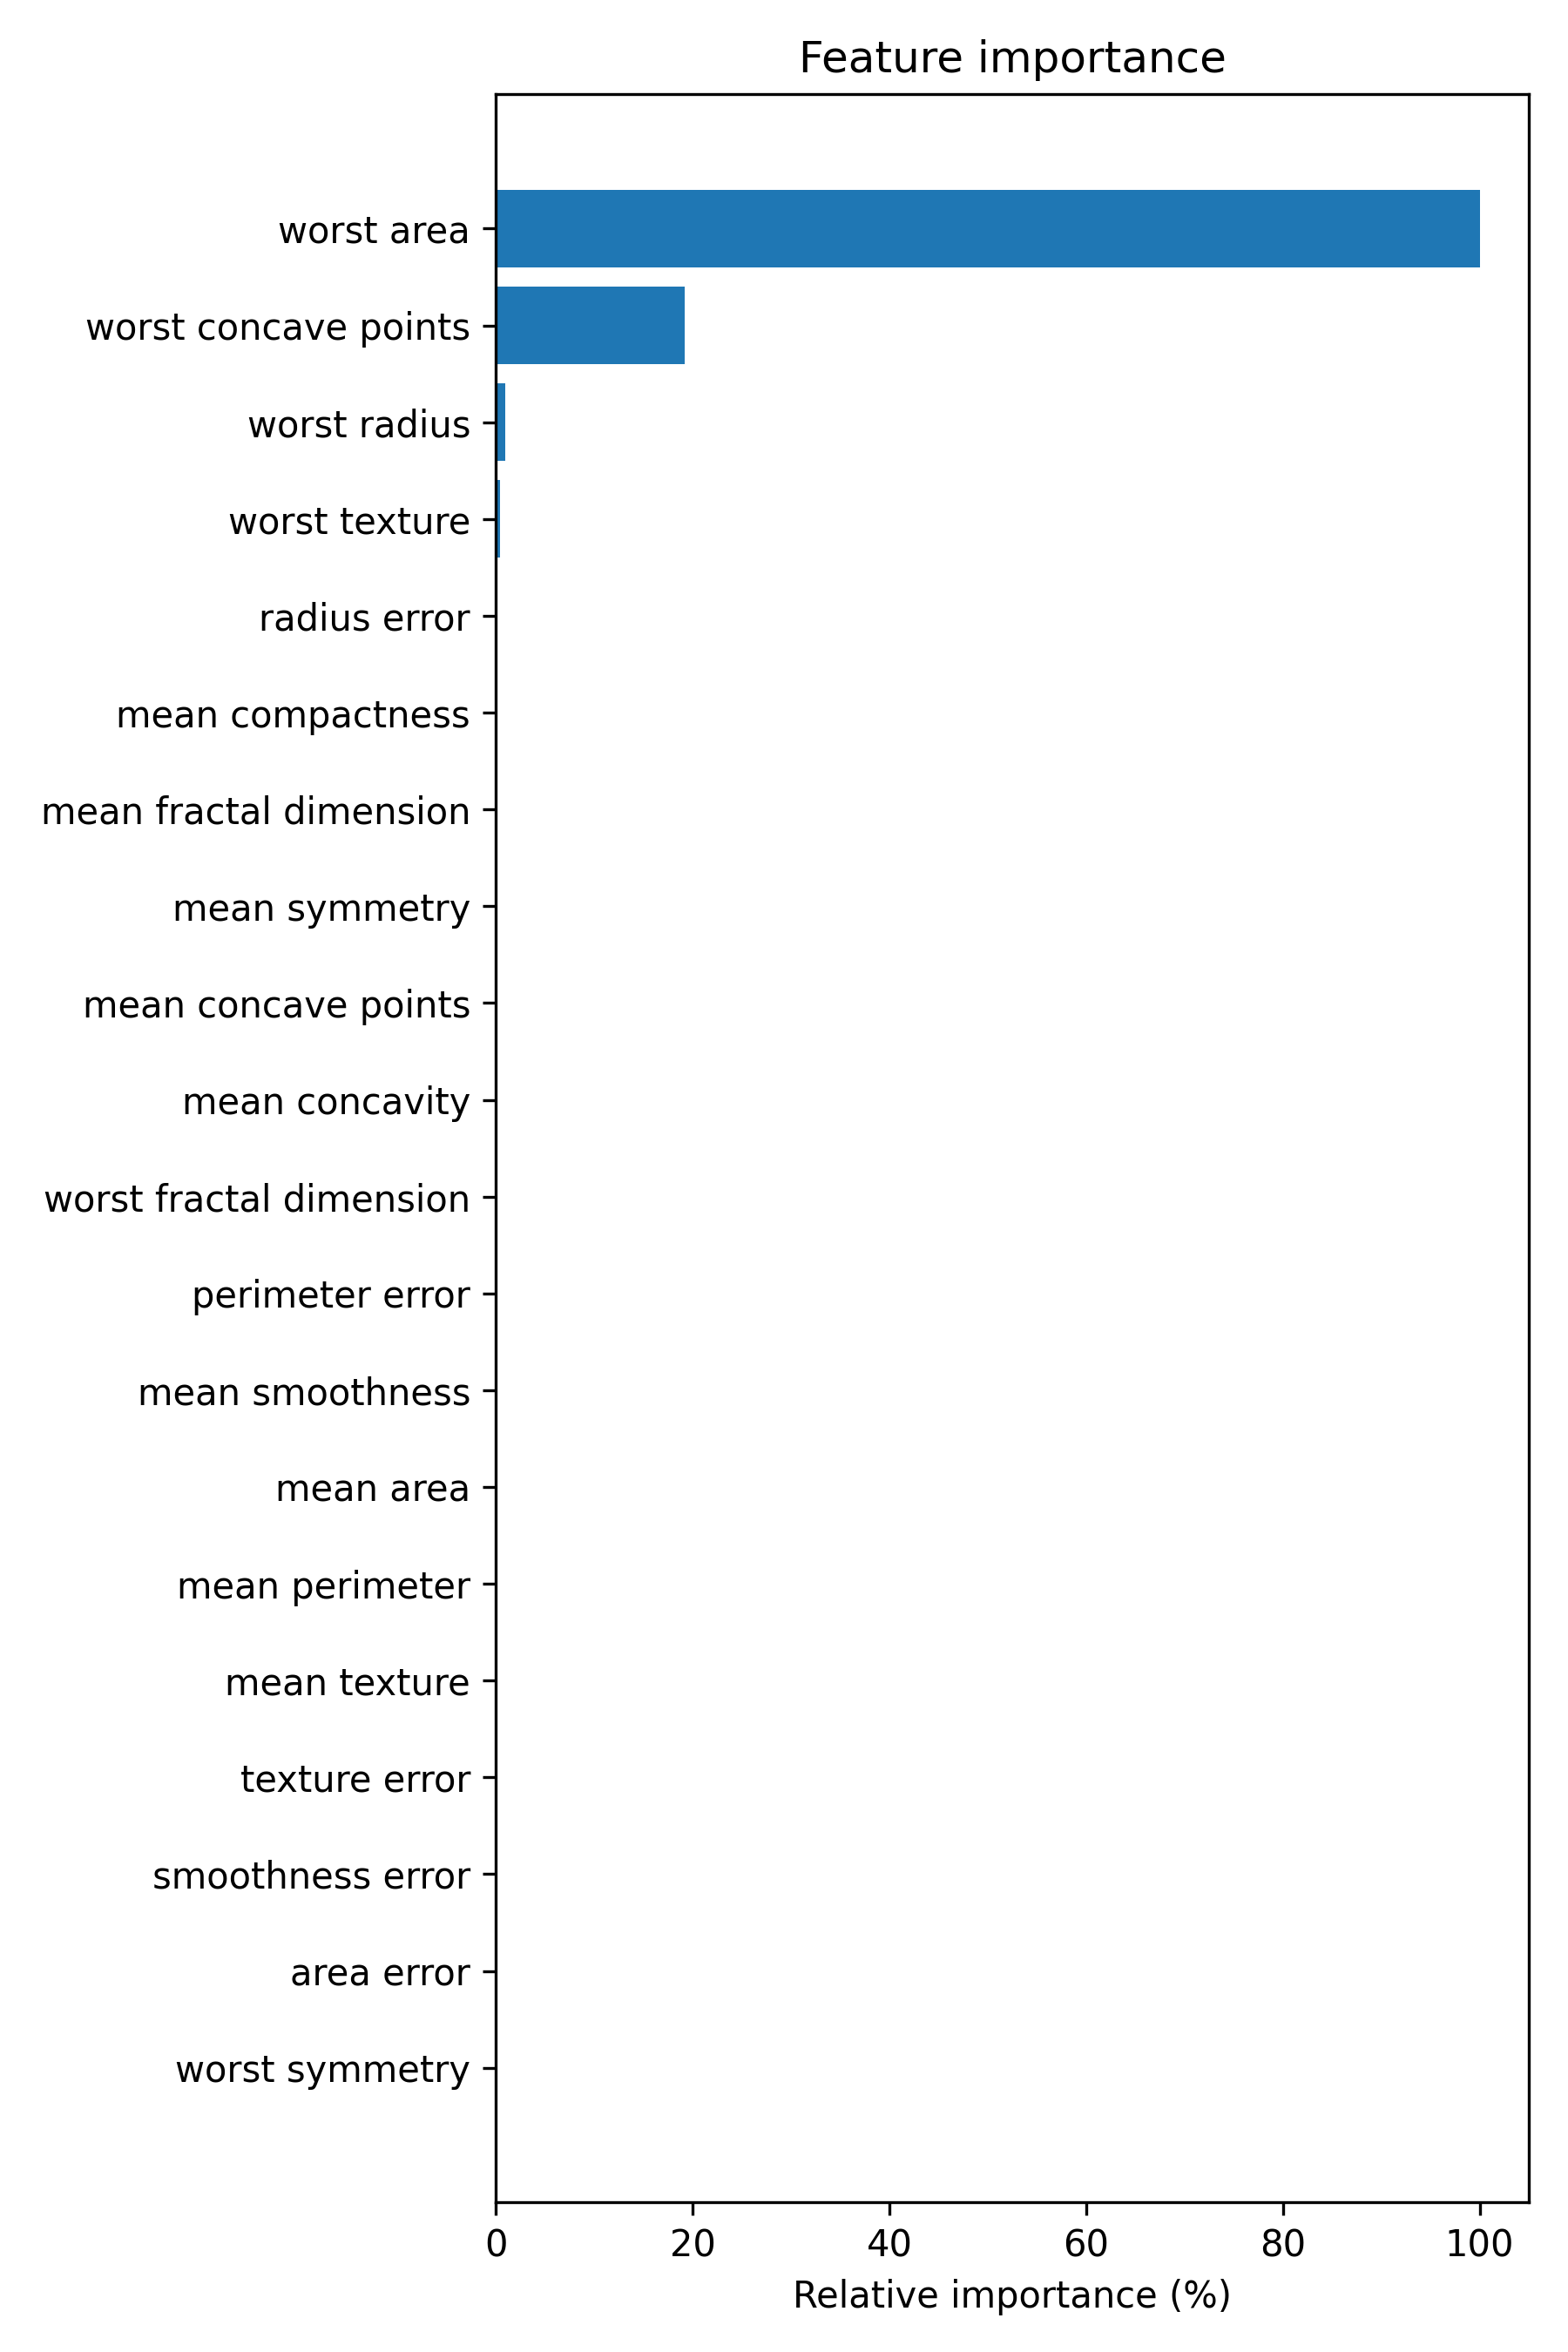 Feature importance
worst area
worst concave points
worst radius
worst texture
radius error
mean compactness
mean fractal dimension
mean symmetry
mean concave points
mean concavity
worst fractal dimension
perimeter error
mean smoothness
mean area
mean perimeter
mean texture
texture error
smoothness error
area error
worst symmetry
0 20 40 60 80 100
Relative importance (%)